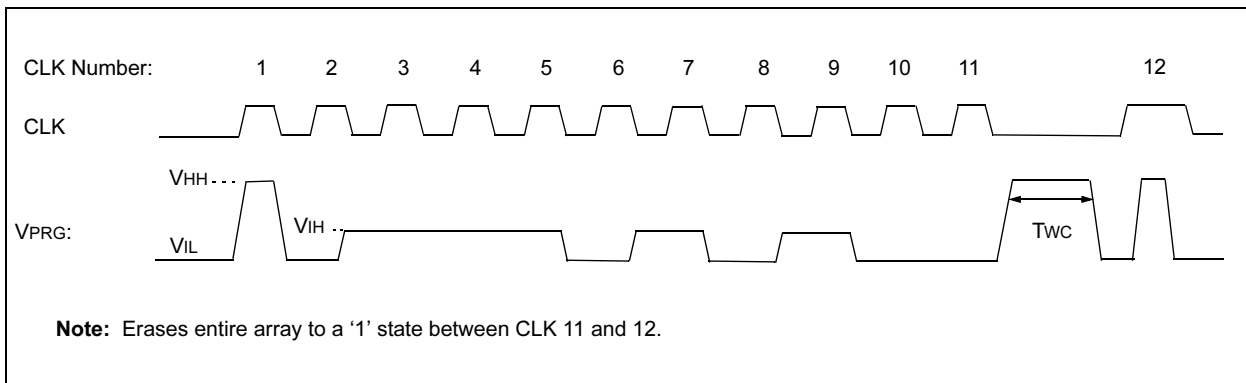 CLK Number: 1 2 3 4 5 6 7 8 9 10 11 12
CLK
VHH
VPRG: VIL VIH TWC
Note: Erases entire array to a ‘1’ state between CLK 11 and 12.